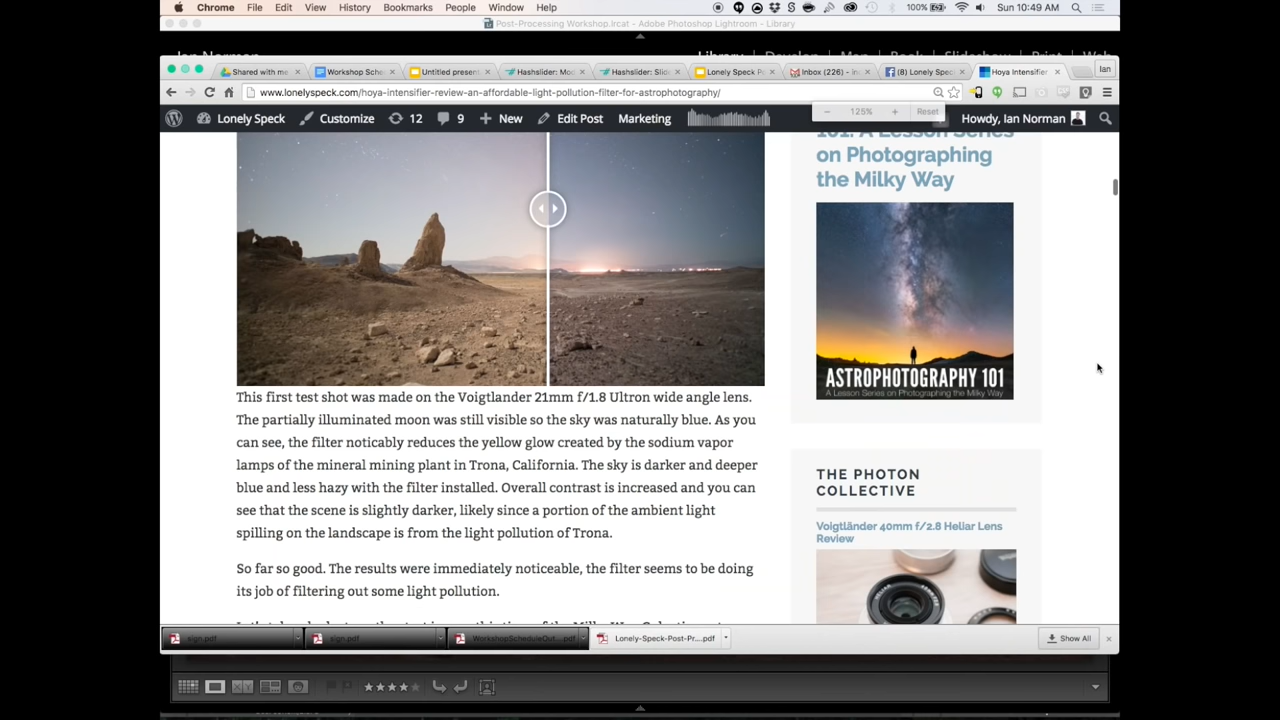 Chrome File Edit View History Bookmarks People Window Help 100% Sun 10:49 AM
Post-Processing Workshop.lrcat - Adobe Photoshop Lightroom - Library
Ian Norman Library Develop Map Book Slideshow Print Web
Shared with me Workshop Sche Untitled present Hashslider: Mod Hashslider: Slid Lonely Speck Po Inbox (226) - in (8) Lonely Spec Hoya Intensifier Ian
www.lonelyspeck.com/hoya-intensifier-review-an-affordable-light-pollution-filter-for-astrophotography/
− 125% + Reset
Lonely Speck Customize 12 9 + New Edit Post Marketing Howdy, Ian Norman
101: A Lesson Series
on Photographing
the Milky Way
ASTROPHOTOGRAPHY 101
A Lesson Series on Photographing the Milky Way
This first test shot was made on the Voigtlander 21mm f/1.8 Ultron wide angle lens.
The partially illuminated moon was still visible so the sky was naturally blue. As you
can see, the filter noticably reduces the yellow glow created by the sodium vapor
lamps of the mineral mining plant in Trona, California. The sky is darker and deeper
blue and less hazy with the filter installed. Overall contrast is increased and you can
see that the scene is slightly darker, likely since a portion of the ambient light
spilling on the landscape is from the light pollution of Trona.
So far so good. The results were immediately noticeable, the filter seems to be doing
its job of filtering out some light pollution.
THE PHOTON
COLLECTIVE
Voigtländer 40mm f/2.8 Heliar Lens
Review
sign.pdf sign.pdf WorkshopScheduleOut....pdf Lonely-Speck-Post-Pr....pdf Show All